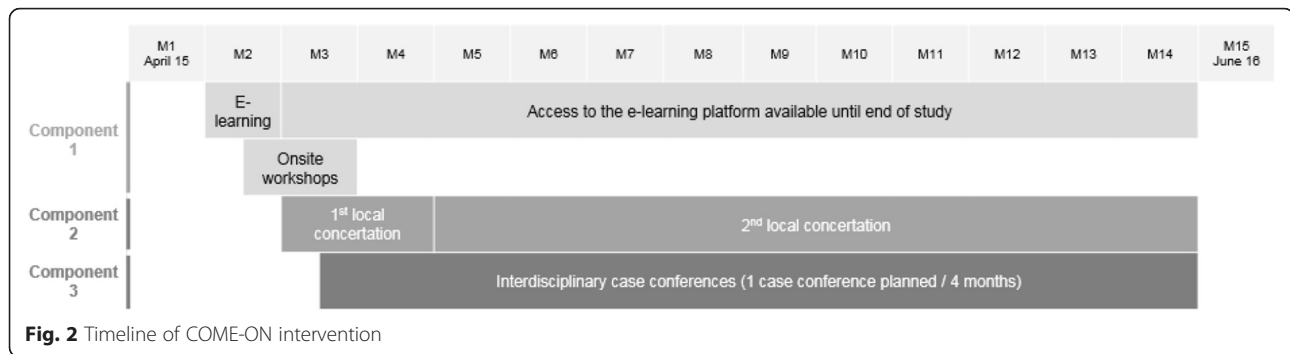 M1
April 15
M2
M3
M4
M5
M6
M7
M8
M9
M10
M11
M12
M13
M14
M15
June 16
Component
1
E-
learning
Access to the e-learning platform available until end of study
Onsite
workshops
Component
2
1st local
concertation
2nd local concertation
Component
3
Interdisciplinary case conferences (1 case conference planned / 4 months)
Fig. 2 Timeline of COME-ON intervention